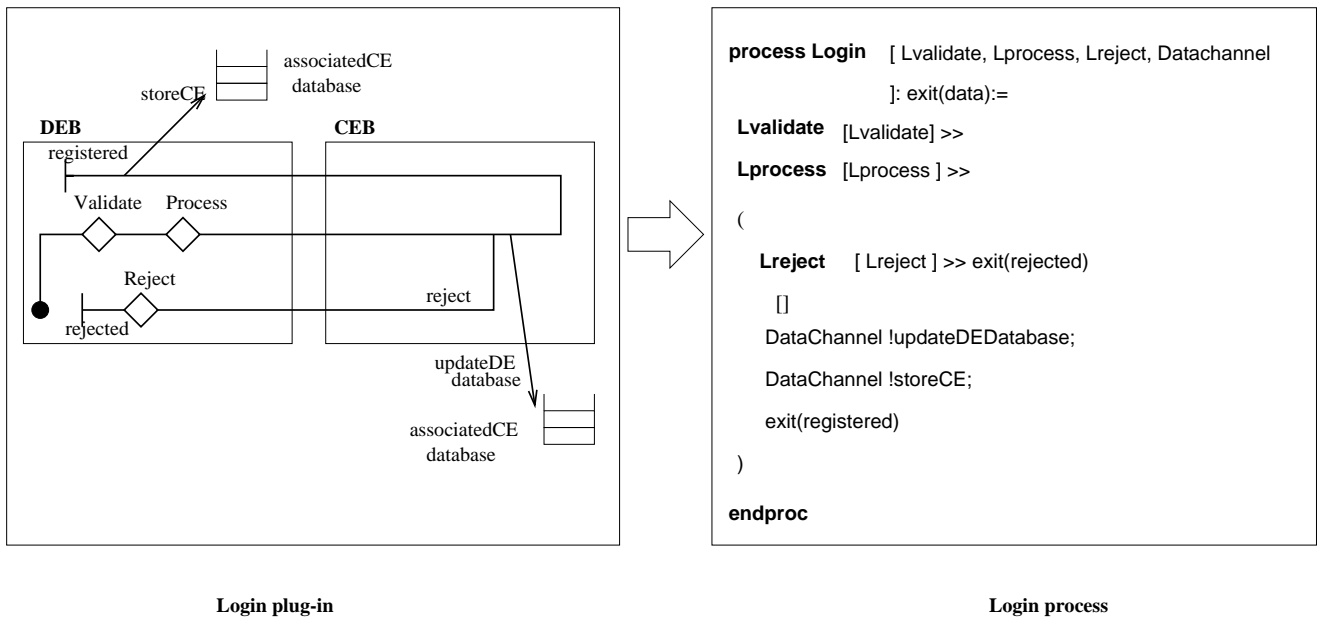 associatedCE
database
storeCE
DEB
CEB
registered
Validate
Process
Reject
reject
rejected
updateDE
database
associatedCE
database
Login plug-in
process Login [ Lvalidate, Lprocess, Lreject, Datachannel
]: exit(data):=
Lvalidate [Lvalidate] >>
Lprocess [Lprocess ] >>
(
Lreject [ Lreject ] >> exit(rejected)
[]
DataChannel !updateDEDatabase;
DataChannel !storeCE;
exit(registered)
)
endproc
Login process